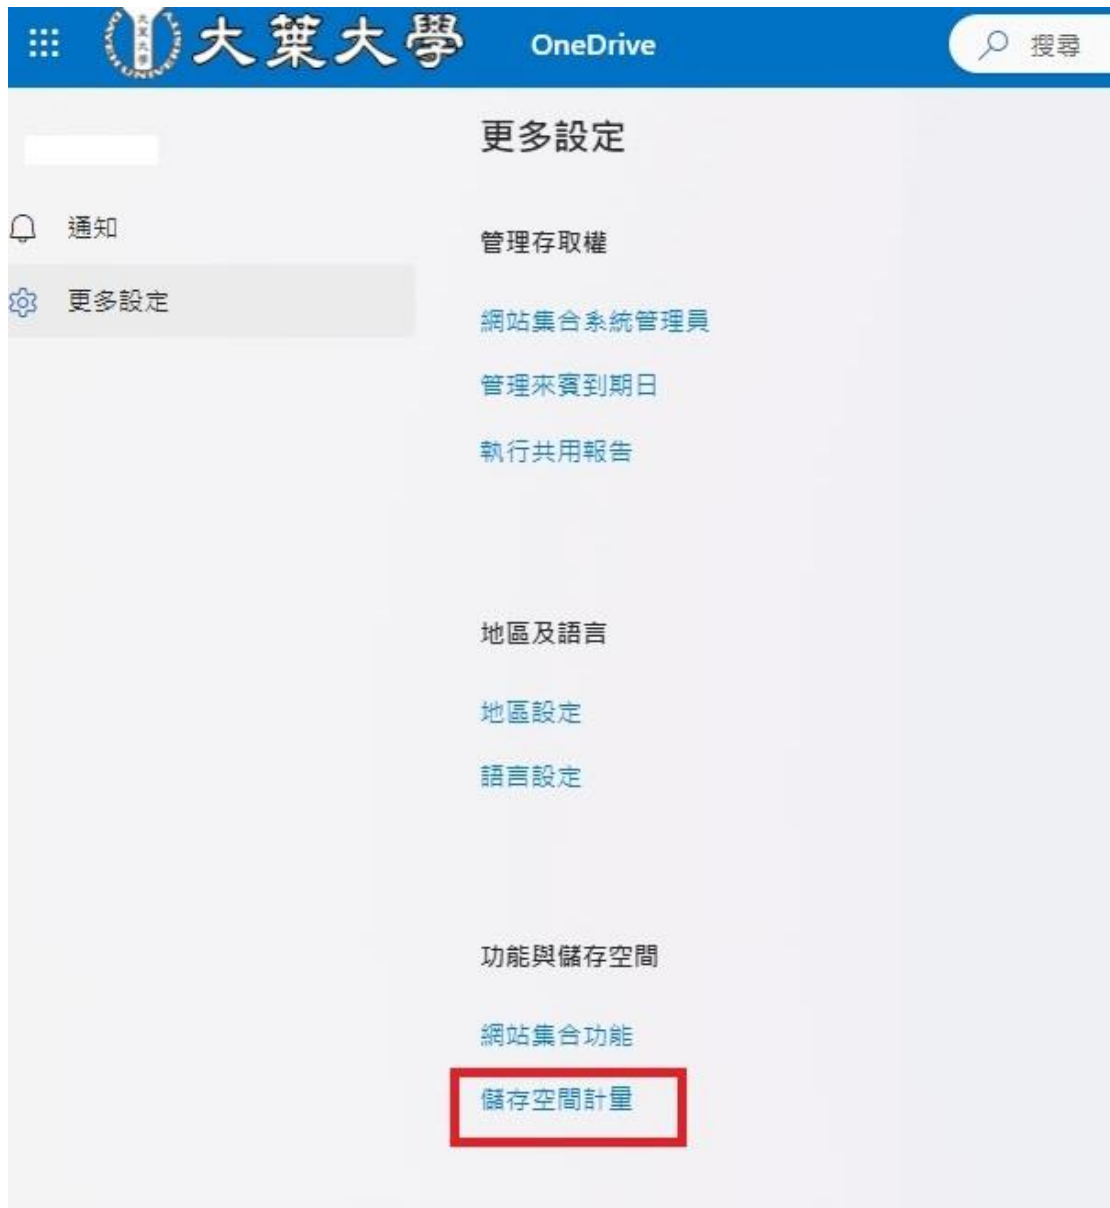 大葉大學
OneDrive
搜尋
通知
更多設定
更多設定
管理存取權
網站集合系統管理員
管理來賓到期日
執行共用報告
地區及語言
地區設定
語言設定
功能與儲存空間
網站集合功能
儲存空間計量